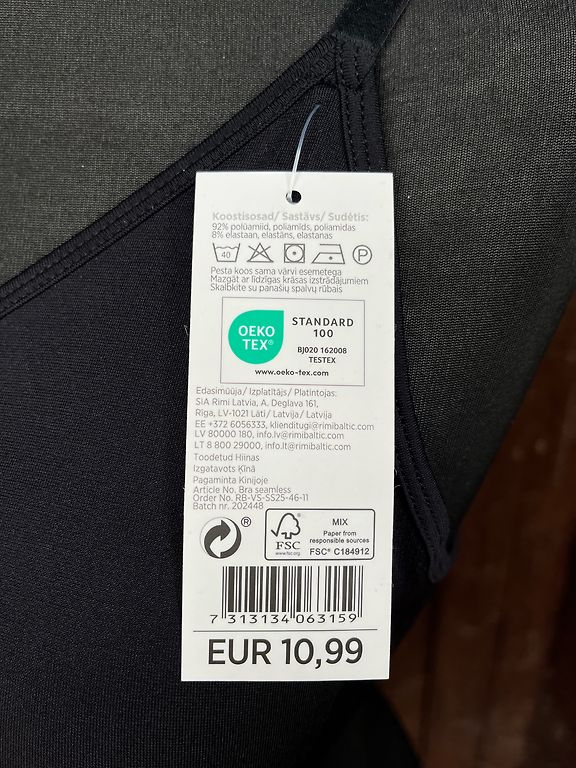 Koostisosad/ Sastāvs/ Sudėtis:
92% polüamiid, poliamīds, poliamidas
8% elastaan, elastāns, elastanas
40
P
Pesta koos sama värvi esemetega
Mazgāt ar līdzīgas krāsas izstrādājumiem
Skalbkite su panašių spalvų rūbais
OEKO
TEX®
STANDARD
100
BJ020 162008
TESTEX
www.oeko-tex.com
Edasimüüja/ Izplatītājs/ Platintojas:
SiA Rimi Latvia, A. Deglava 161,
Rīga, LV-1021 Läti/ Latvija/ Latvija
EE +372 6056333, klienditugi@rimibaltic.com
LV 80000 180, info.lv@rimibaltic.com
LT 8 800 29000, info.lt@rimibaltic.com
Toodetud Hiinas
Izgatavots Ķīnā
Pagaminta Kinijoje
Article No. Bra seamless
Order No. RB-VS-SS25-46-11
Batch nr. 202448
®
FSC
www.fsc.org
MIX
Paper from
responsible sources
FSC® C184912
7 313134 063159
EUR 10,99